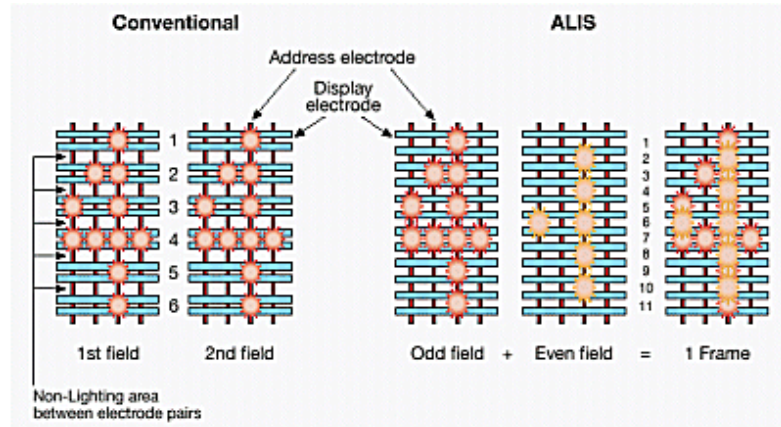 Conventional
ALIS
Address electrode
Display
electrode
1
2
3
4
5
6
1
2
3
4
5
6
7
8
9
10
11
1st field
2nd field
Odd field + Even field = 1 Frame
Non-Lighting area
between electrode pairs